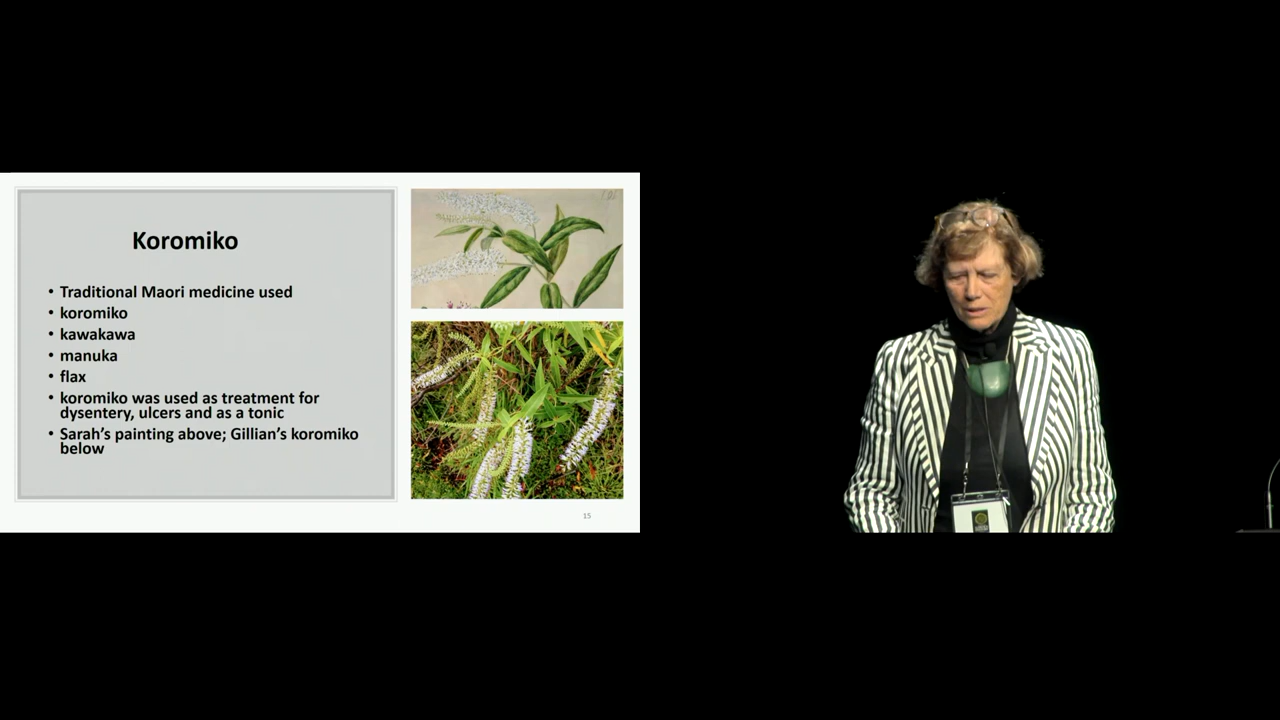 Koromiko
• Traditional Maori medicine used
• koromiko
• kawakawa
• manuka
• flax
• koromiko was used as treatment for
dysentery, ulcers and as a tonic
• Sarah's painting above; Gillian's koromiko
below
15